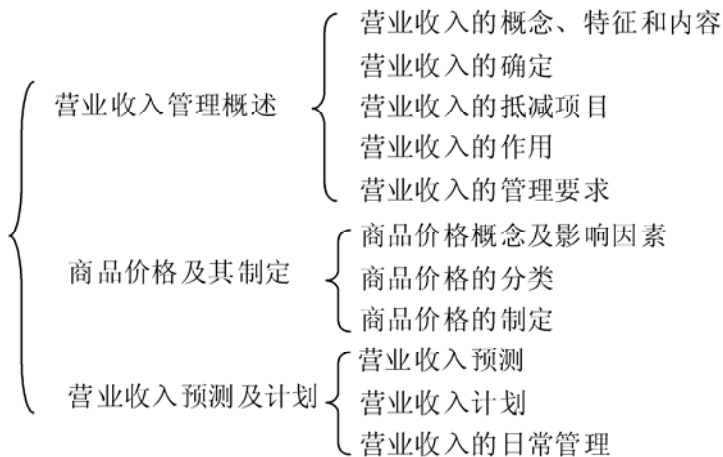 营业收入管理概述
营业收入的概念、特征和内容
营业收入的确定
营业收入的抵减项目
营业收入的作用
营业收入的管理要求
商品价格及其制定
商品价格概念及影响因素
商品价格的分类
商品价格的制定
营业收入预测及计划
营业收入预测
营业收入计划
营业收入的日常管理